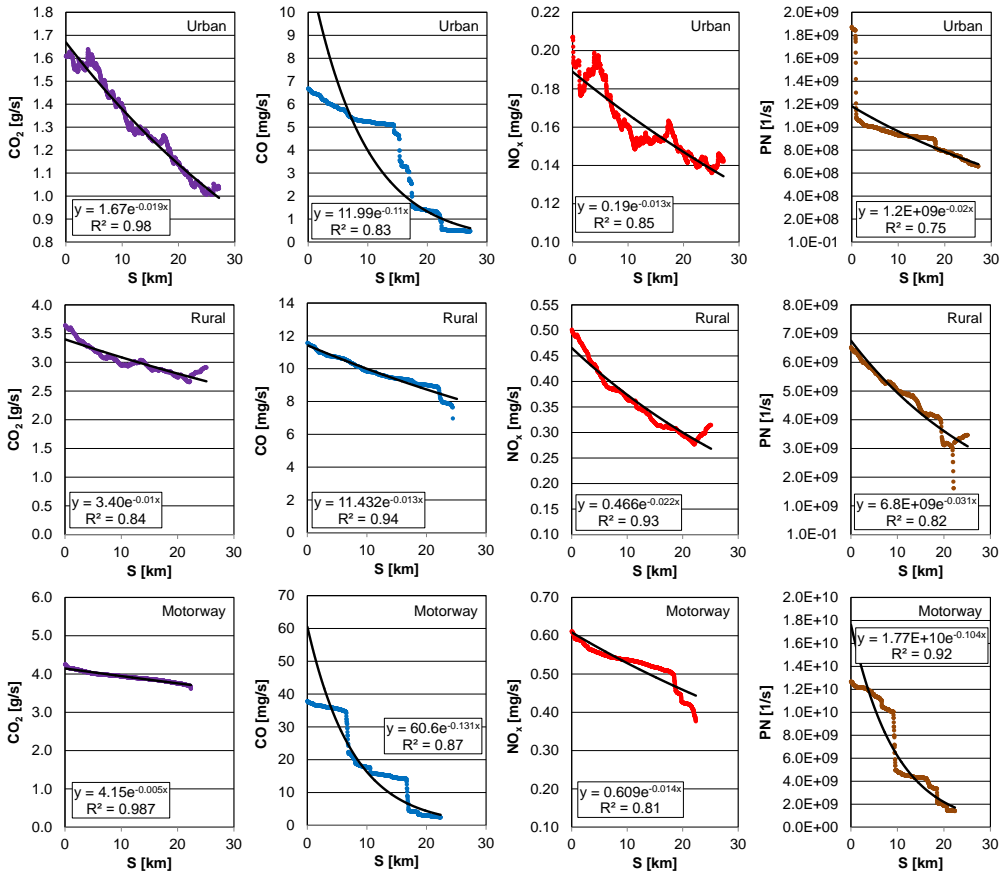 Urban
CO₂ [g/s]
1.8
1.7
1.6
1.5
1.4
1.3
1.2
1.1
1.0
0.9
0.8
y = 1.67e^-0.019x
R² = 0.98
0 10 20 30
S [km]
Urban
CO [mg/s]
10
9
8
7
6
5
4
3
2
1
0
y = 11.99e^-0.11x
R² = 0.83
0 10 20 30
S [km]
Urban
NOₓ [mg/s]
0.22
0.20
0.18
0.16
0.14
0.12
0.10
y = 0.19e^-0.013x
R² = 0.85
0 10 20 30
S [km]
Urban
PN [1/s]
2.0E+09
1.8E+09
1.6E+09
1.4E+09
1.2E+09
1.0E+09
8.0E+08
6.0E+08
4.0E+08
2.0E+08
1.0E-01
y = 1.2E+09e^-0.02x
R² = 0.75
0 10 20 30
S [km]
Rural
CO₂ [g/s]
4.0
3.5
3.0
2.5
2.0
1.5
1.0
0.5
0.0
y = 3.40e^-0.01x
R² = 0.84
0 10 20 30
S [km]
Rural
CO [mg/s]
14
12
10
8
6
4
2
0
y = 11.432e^-0.013x
R² = 0.94
0 10 20 30
S [km]
Rural
NOₓ [mg/s]
0.55
0.50
0.45
0.40
0.35
0.30
0.25
0.20
0.15
0.10
y = 0.466e^-0.022x
R² = 0.93
0 10 20 30
S [km]
Rural
PN [1/s]
8.0E+09
7.0E+09
6.0E+09
5.0E+09
4.0E+09
3.0E+09
2.0E+09
1.0E+09
1.0E-01
y = 6.8E+09e^-0.031x
R² = 0.82
0 10 20 30
S [km]
Motorway
CO₂ [g/s]
6.0
5.0
4.0
3.0
2.0
1.0
0.0
y = 4.15e^-0.005x
R² = 0.987
0 10 20 30
S [km]
Motorway
CO [mg/s]
70
60
50
40
30
20
10
0
y = 60.6e^-0.131x
R² = 0.87
0 10 20 30
S [km]
Motorway
NOₓ [mg/s]
0.70
0.60
0.50
0.40
0.30
0.20
0.10
y = 0.609e^-0.014x
R² = 0.81
0 10 20 30
S [km]
Motorway
PN [1/s]
2.0E+10
1.8E+10
1.6E+10
1.4E+10
1.2E+10
1.0E+10
8.0E+09
6.0E+09
4.0E+09
2.0E+09
1.0E+00
y = 1.77E+10e^-0.104x
R² = 0.92
0 10 20 30
S [km]